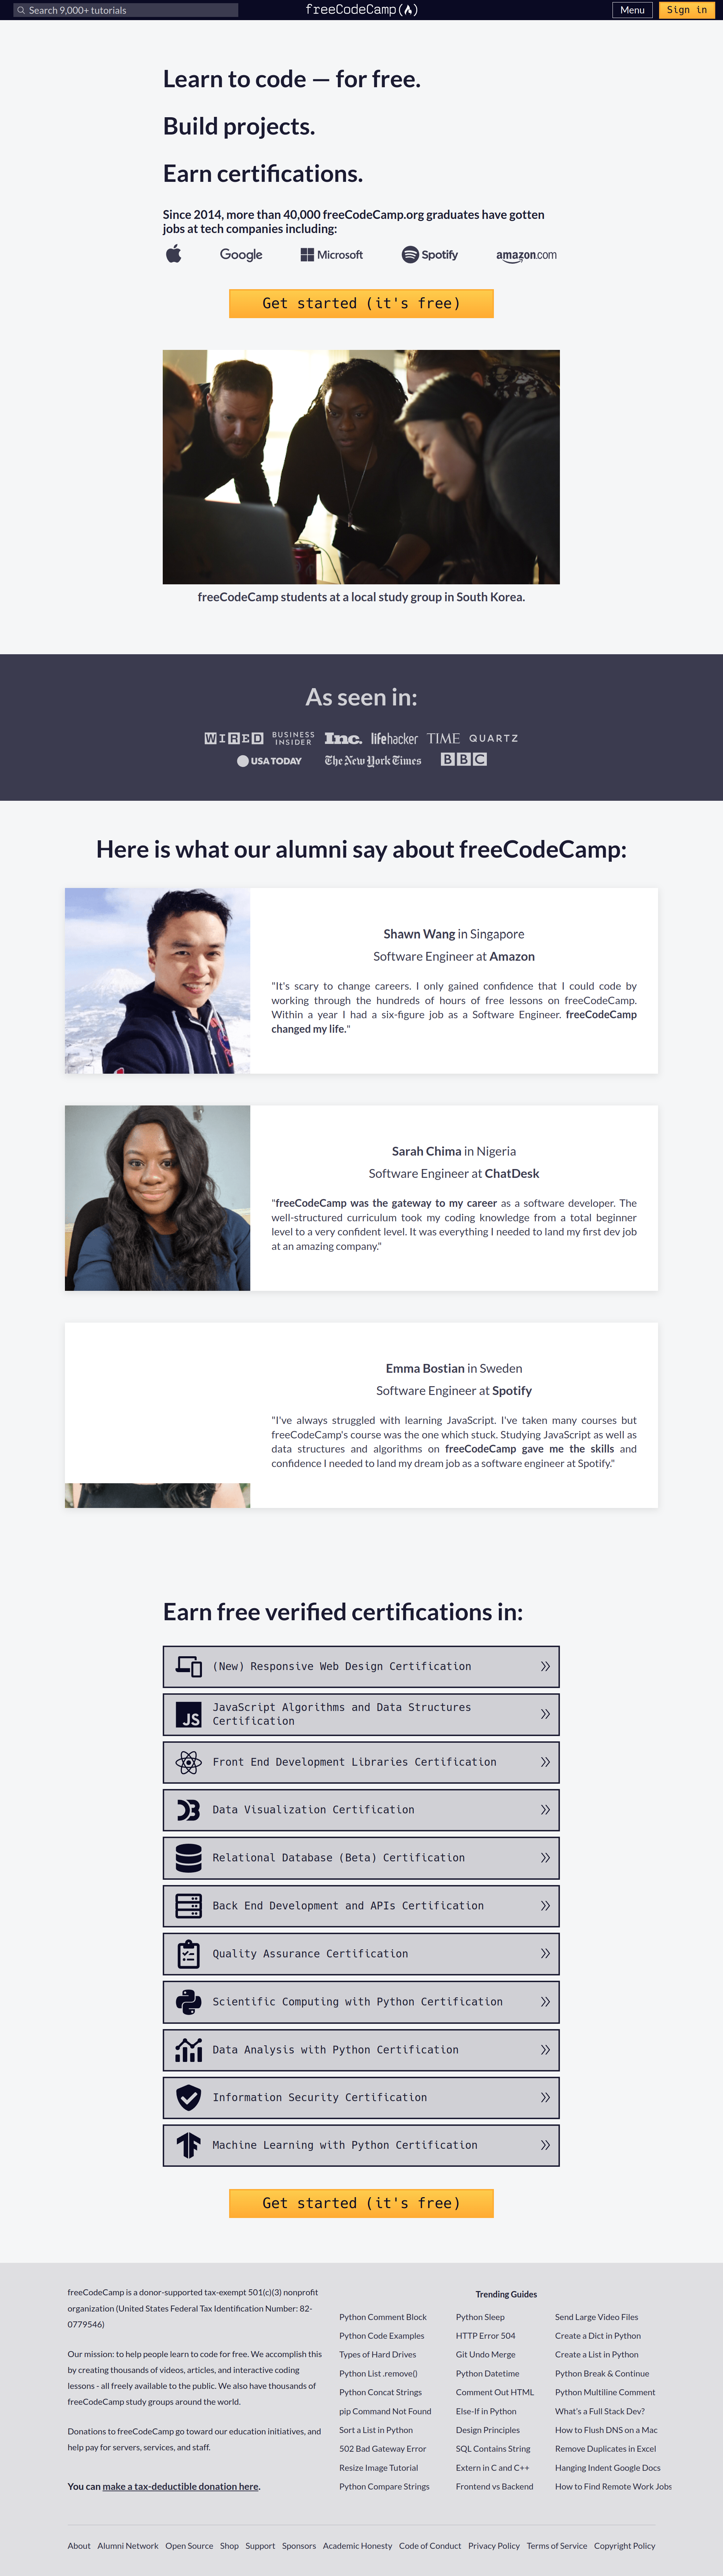 Search 9,000+ tutorials
freeCodeCamp
Menu
Sign in
Learn to code — for free.
Build projects.
Earn certifications.
Since 2014, more than 40,000 freeCodeCamp.org graduates have gotten
jobs at tech companies including:
Google
Microsoft
Spotify
amazon.com
Get started (it's free)
freeCodeCamp students at a local study group in South Korea.
As seen in:
WIRED
BUSINESS
INSIDER
Inc.
lifehacker
TIME
QUARTZ
USA TODAY
The New York Times
BBC
Here is what our alumni say about freeCodeCamp:
Shawn Wang in Singapore
Software Engineer at Amazon
"It's scary to change careers. I only gained confidence that I could code by
working through the hundreds of hours of free lessons on freeCodeCamp.
Within a year I had a six-figure job as a Software Engineer. freeCodeCamp
changed my life."
Sarah Chima in Nigeria
Software Engineer at ChatDesk
"freeCodeCamp was the gateway to my career as a software developer. The
well-structured curriculum took my coding knowledge from a total beginner
level to a very confident level. It was everything I needed to land my first dev job
at an amazing company."
Emma Bostian in Sweden
Software Engineer at Spotify
"I've always struggled with learning JavaScript. I've taken many courses but
freeCodeCamp's course was the one which stuck. Studying JavaScript as well as
data structures and algorithms on freeCodeCamp gave me the skills and
confidence I needed to land my dream job as a software engineer at Spotify."
Earn free verified certifications in:
(New) Responsive Web Design Certification
JS
JavaScript Algorithms and Data Structures
Certification
Front End Development Libraries Certification
Data Visualization Certification
Relational Database (Beta) Certification
Back End Development and APIs Certification
Quality Assurance Certification
Scientific Computing with Python Certification
Data Analysis with Python Certification
Information Security Certification
Machine Learning with Python Certification
Get started (it's free)
freeCodeCamp is a donor-supported tax-exempt 501(c)(3) nonprofit
organization (United States Federal Tax Identification Number: 82-
0779546)
Our mission: to help people learn to code for free. We accomplish this
by creating thousands of videos, articles, and interactive coding
lessons - all freely available to the public. We also have thousands of
freeCodeCamp study groups around the world.
Donations to freeCodeCamp go toward our education initiatives, and
help pay for servers, services, and staff.
You can make a tax-deductible donation here.
Trending Guides
Python Comment Block
Python Code Examples
Types of Hard Drives
Python List .remove()
Python Concat Strings
pip Command Not Found
Sort a List in Python
502 Bad Gateway Error
Resize Image Tutorial
Python Compare Strings
Python Sleep
HTTP Error 504
Git Undo Merge
Python Datetime
Comment Out HTML
Else-If in Python
Design Principles
SQL Contains String
Extern in C and C++
Frontend vs Backend
Send Large Video Files
Create a Dict in Python
Create a List in Python
Python Break & Continue
Python Multiline Comment
What's a Full Stack Dev?
How to Flush DNS on a Mac
Remove Duplicates in Excel
Hanging Indent Google Docs
How to Find Remote Work Jobs
About Alumni Network Open Source Shop Support Sponsors Academic Honesty Code of Conduct Privacy Policy Terms of Service Copyright Policy